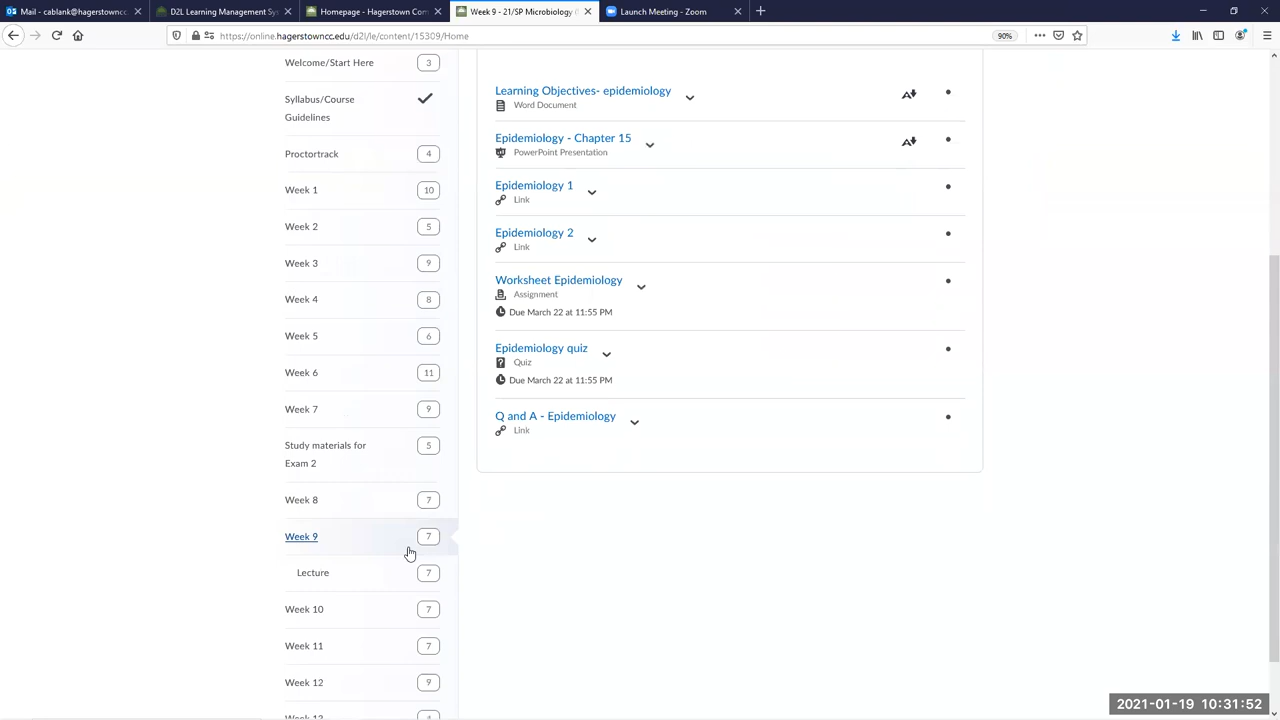 Mail - cablank@hagerstowncc.edu
D2L Learning Management Sys
Homepage - Hagerstown Com
Week 9 - 21/SP Microbiology (
Launch Meeting - Zoom
https://online.hagerstowncc.edu/d2l/le/content/15309/Home
90%
Welcome/Start Here 3
Syllabus/Course
Guidelines
Proctortrack 4
Week 1 10
Week 2 5
Week 3 9
Week 4 8
Week 5 6
Week 6 11
Week 7 9
Study materials for 5
Exam 2
Week 8 7
Week 9 7
Lecture 7
Week 10 7
Week 11 7
Week 12 9
Week 13 4
Learning Objectives- epidemiology
Word Document
Epidemiology - Chapter 15
PowerPoint Presentation
Epidemiology 1
Link
Epidemiology 2
Link
Worksheet Epidemiology
Assignment
Due March 22 at 11:55 PM
Epidemiology quiz
Quiz
Due March 22 at 11:55 PM
Q and A - Epidemiology
Link
2021-01-19 10:31:52